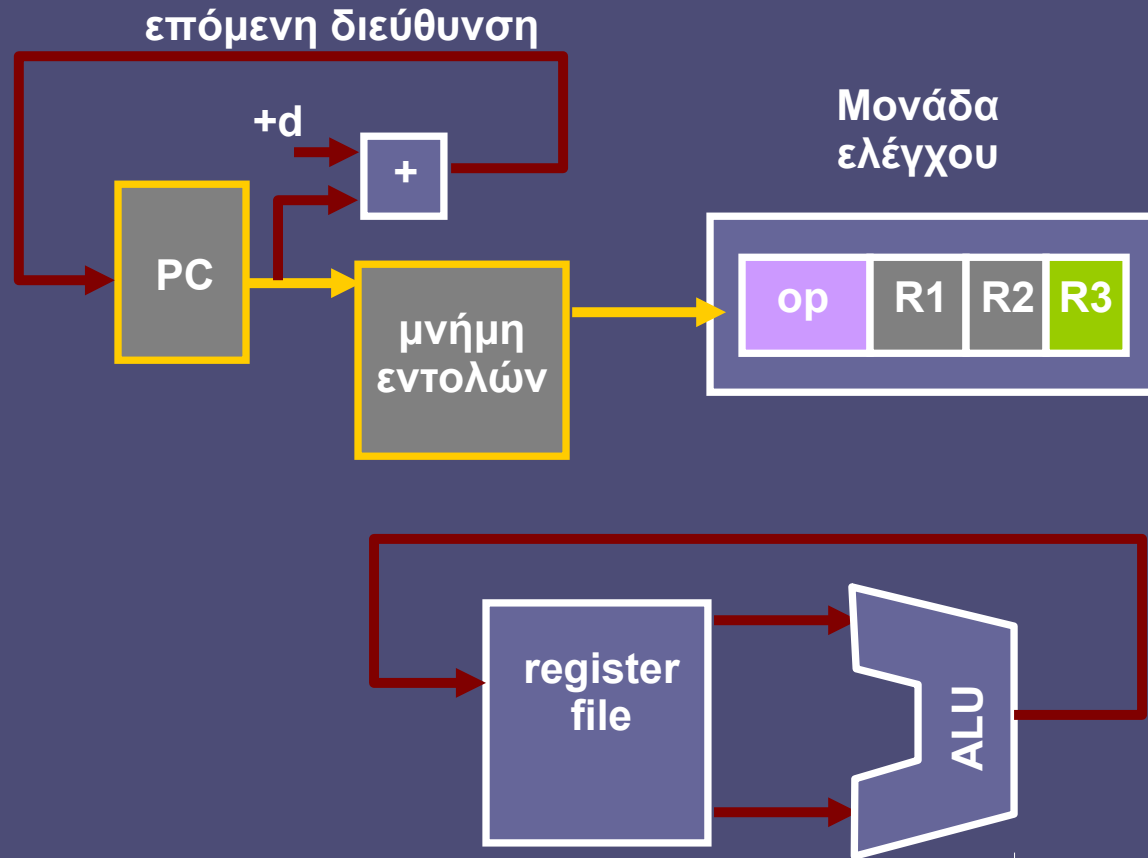 επόμενη διεύθυνση
+d
+
Μονάδα
ελέγχου
PC
op
R1
R2
R3
μνήμη
εντολών
register
file
ALU